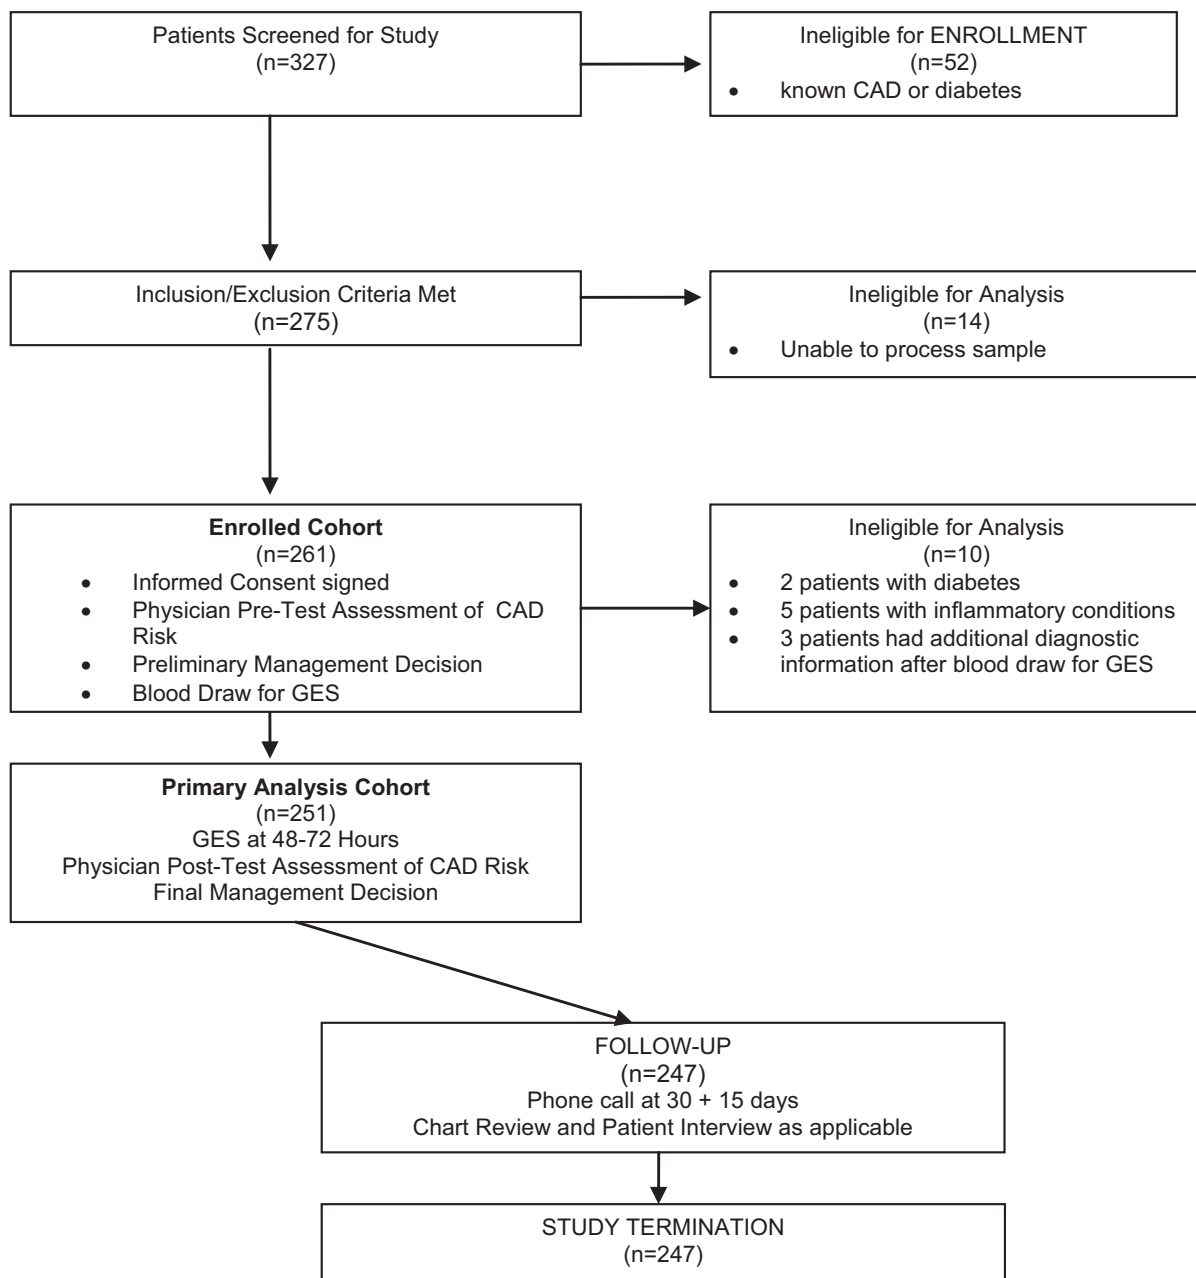 Patients Screened for Study
(n=327)
Ineligible for ENROLLMENT
(n=52)
• known CAD or diabetes
Inclusion/Exclusion Criteria Met
(n=275)
Ineligible for Analysis
(n=14)
• Unable to process sample
Enrolled Cohort
(n=261)
• Informed Consent signed
• Physician Pre-Test Assessment of CAD
Risk
• Preliminary Management Decision
• Blood Draw for GES
Ineligible for Analysis
(n=10)
• 2 patients with diabetes
• 5 patients with inflammatory conditions
• 3 patients had additional diagnostic
information after blood draw for GES
Primary Analysis Cohort
(n=251)
GES at 48-72 Hours
Physician Post-Test Assessment of CAD Risk
Final Management Decision
FOLLOW-UP
(n=247)
Phone call at 30 + 15 days
Chart Review and Patient Interview as applicable
STUDY TERMINATION
(n=247)